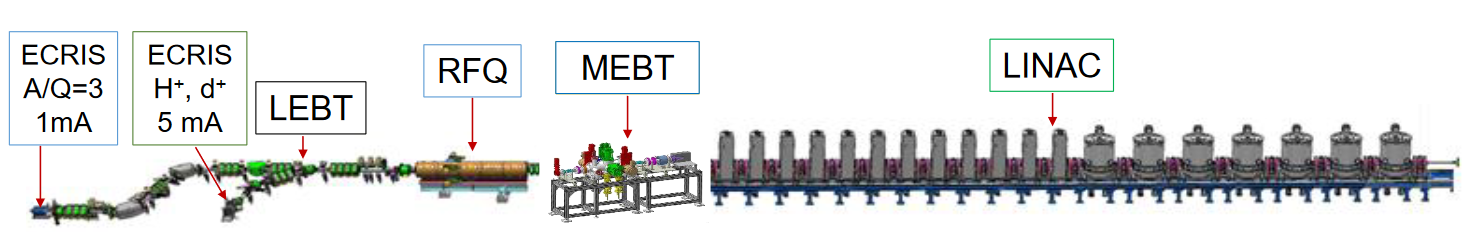 ECRIS
A/Q=3
1mA
ECRIS
H⁺, d⁺
5 mA
LEBT
RFQ
MEBT
LINAC